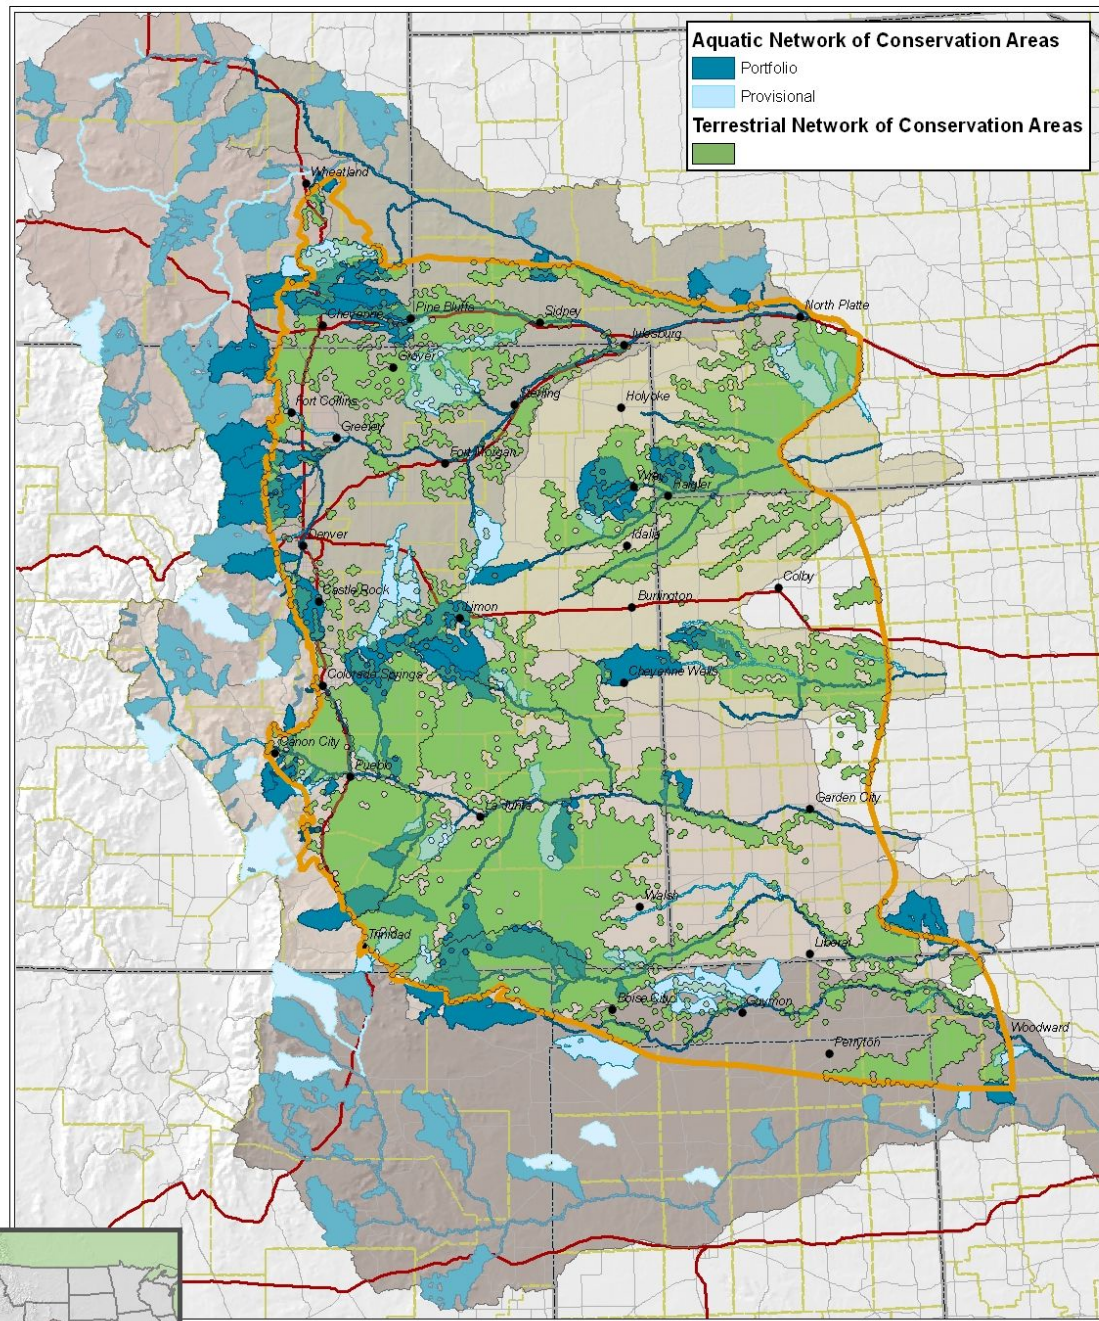 Aquatic Network of Conservation Areas
Portfolio
Provisional
Terrestrial Network of Conservation Areas
Wheatland
North Platte
Cheyenne
Pine Bluffs
Sidney
Julesburg
Grover
Fort Collins
Sterling
Holyoke
Greeley
Fort Morgan
Wray
Haigler
Denver
Idalia
Castle Rock
Limon
Burlington
Colby
Colorado Springs
Cheyenne Wells
Canon City
Pueblo
La Junta
Garden City
Walsh
Trinidad
Liberal
Boise City
Guymon
Woodward
Perryton